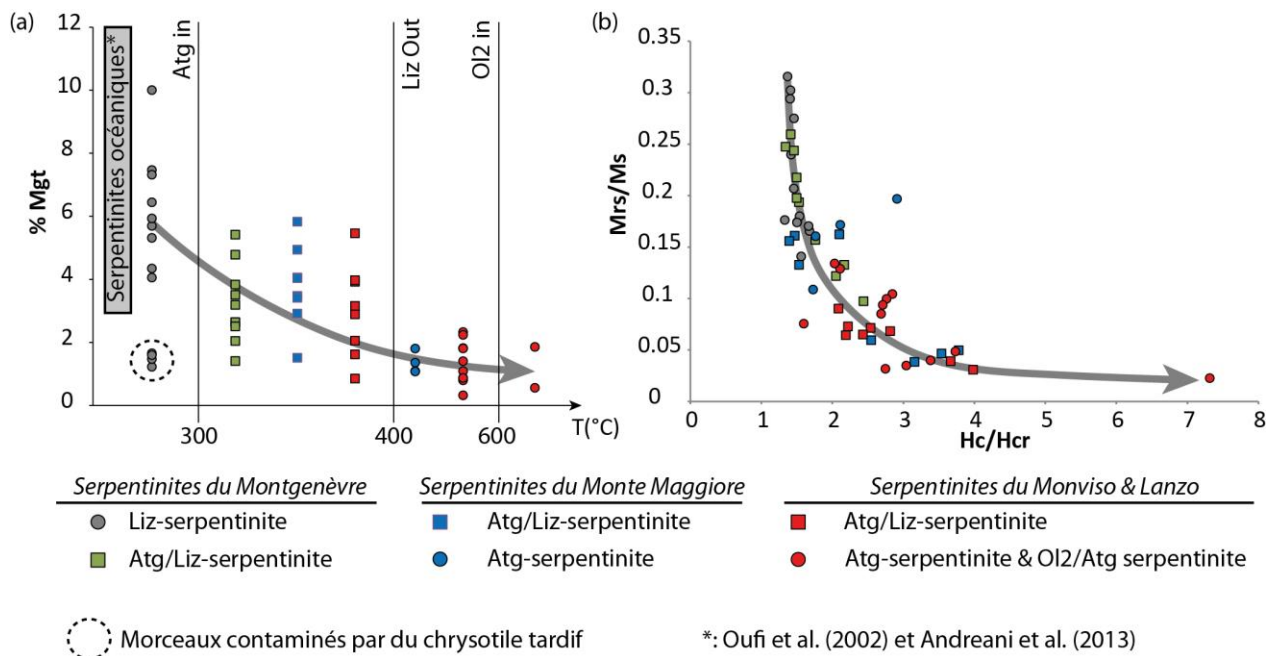 (a)
12
10
8
6
4
2
0
% Mgt
Serpentinites océaniques*
Atg in
Liz Out
Ol2 in
300
400
600
T(°C)
(b)
0.35
0.3
0.25
0.2
0.15
0.1
0.05
0
Mrs/Ms
0 1 2 3 4 5 6 7 8
Hc/Hcr
Serpentinites du Montgenèvre
Liz-serpentinite
Atg/Liz-serpentinite
Serpentinites du Monte Maggiore
Atg/Liz-serpentinite
Atg-serpentinite
Serpentinites du Monviso & Lanzo
Atg/Liz-serpentinite
Atg-serpentinite & Ol2/Atg serpentinite
Morceaux contaminés par du chrysotile tardif
*: Oufi et al. (2002) et Andreani et al. (2013)